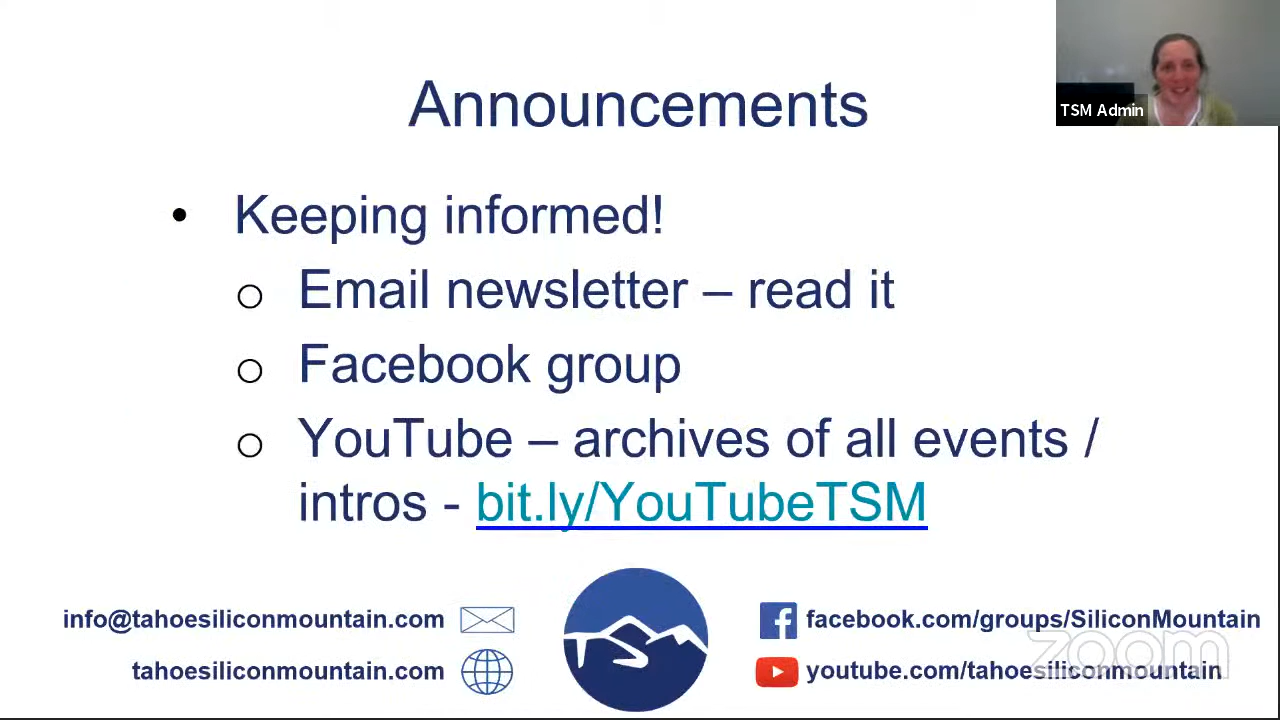 Announcements
TSM Admin
• Keeping informed!
o Email newsletter – read it
o Facebook group
o YouTube – archives of all events /
intros - bit.ly/YouTubeTSM
info@tahoesiliconmountain.com
facebook.com/groups/SiliconMountain
tahoesiliconmountain.com
youtube.com/tahoesiliconmountain
TS
zoom